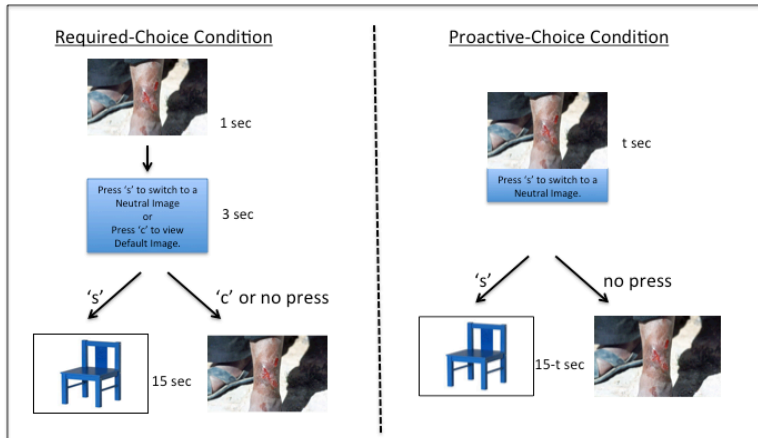 Required-Choice Condition
1 sec
Press 's' to switch to a
Neutral Image
or
Press 'c' to view
Default Image.
3 sec
's'
'c' or no press
15 sec
Proactive-Choice Condition
t sec
Press 's' to switch to a
Neutral Image.
's'
no press
15-t sec